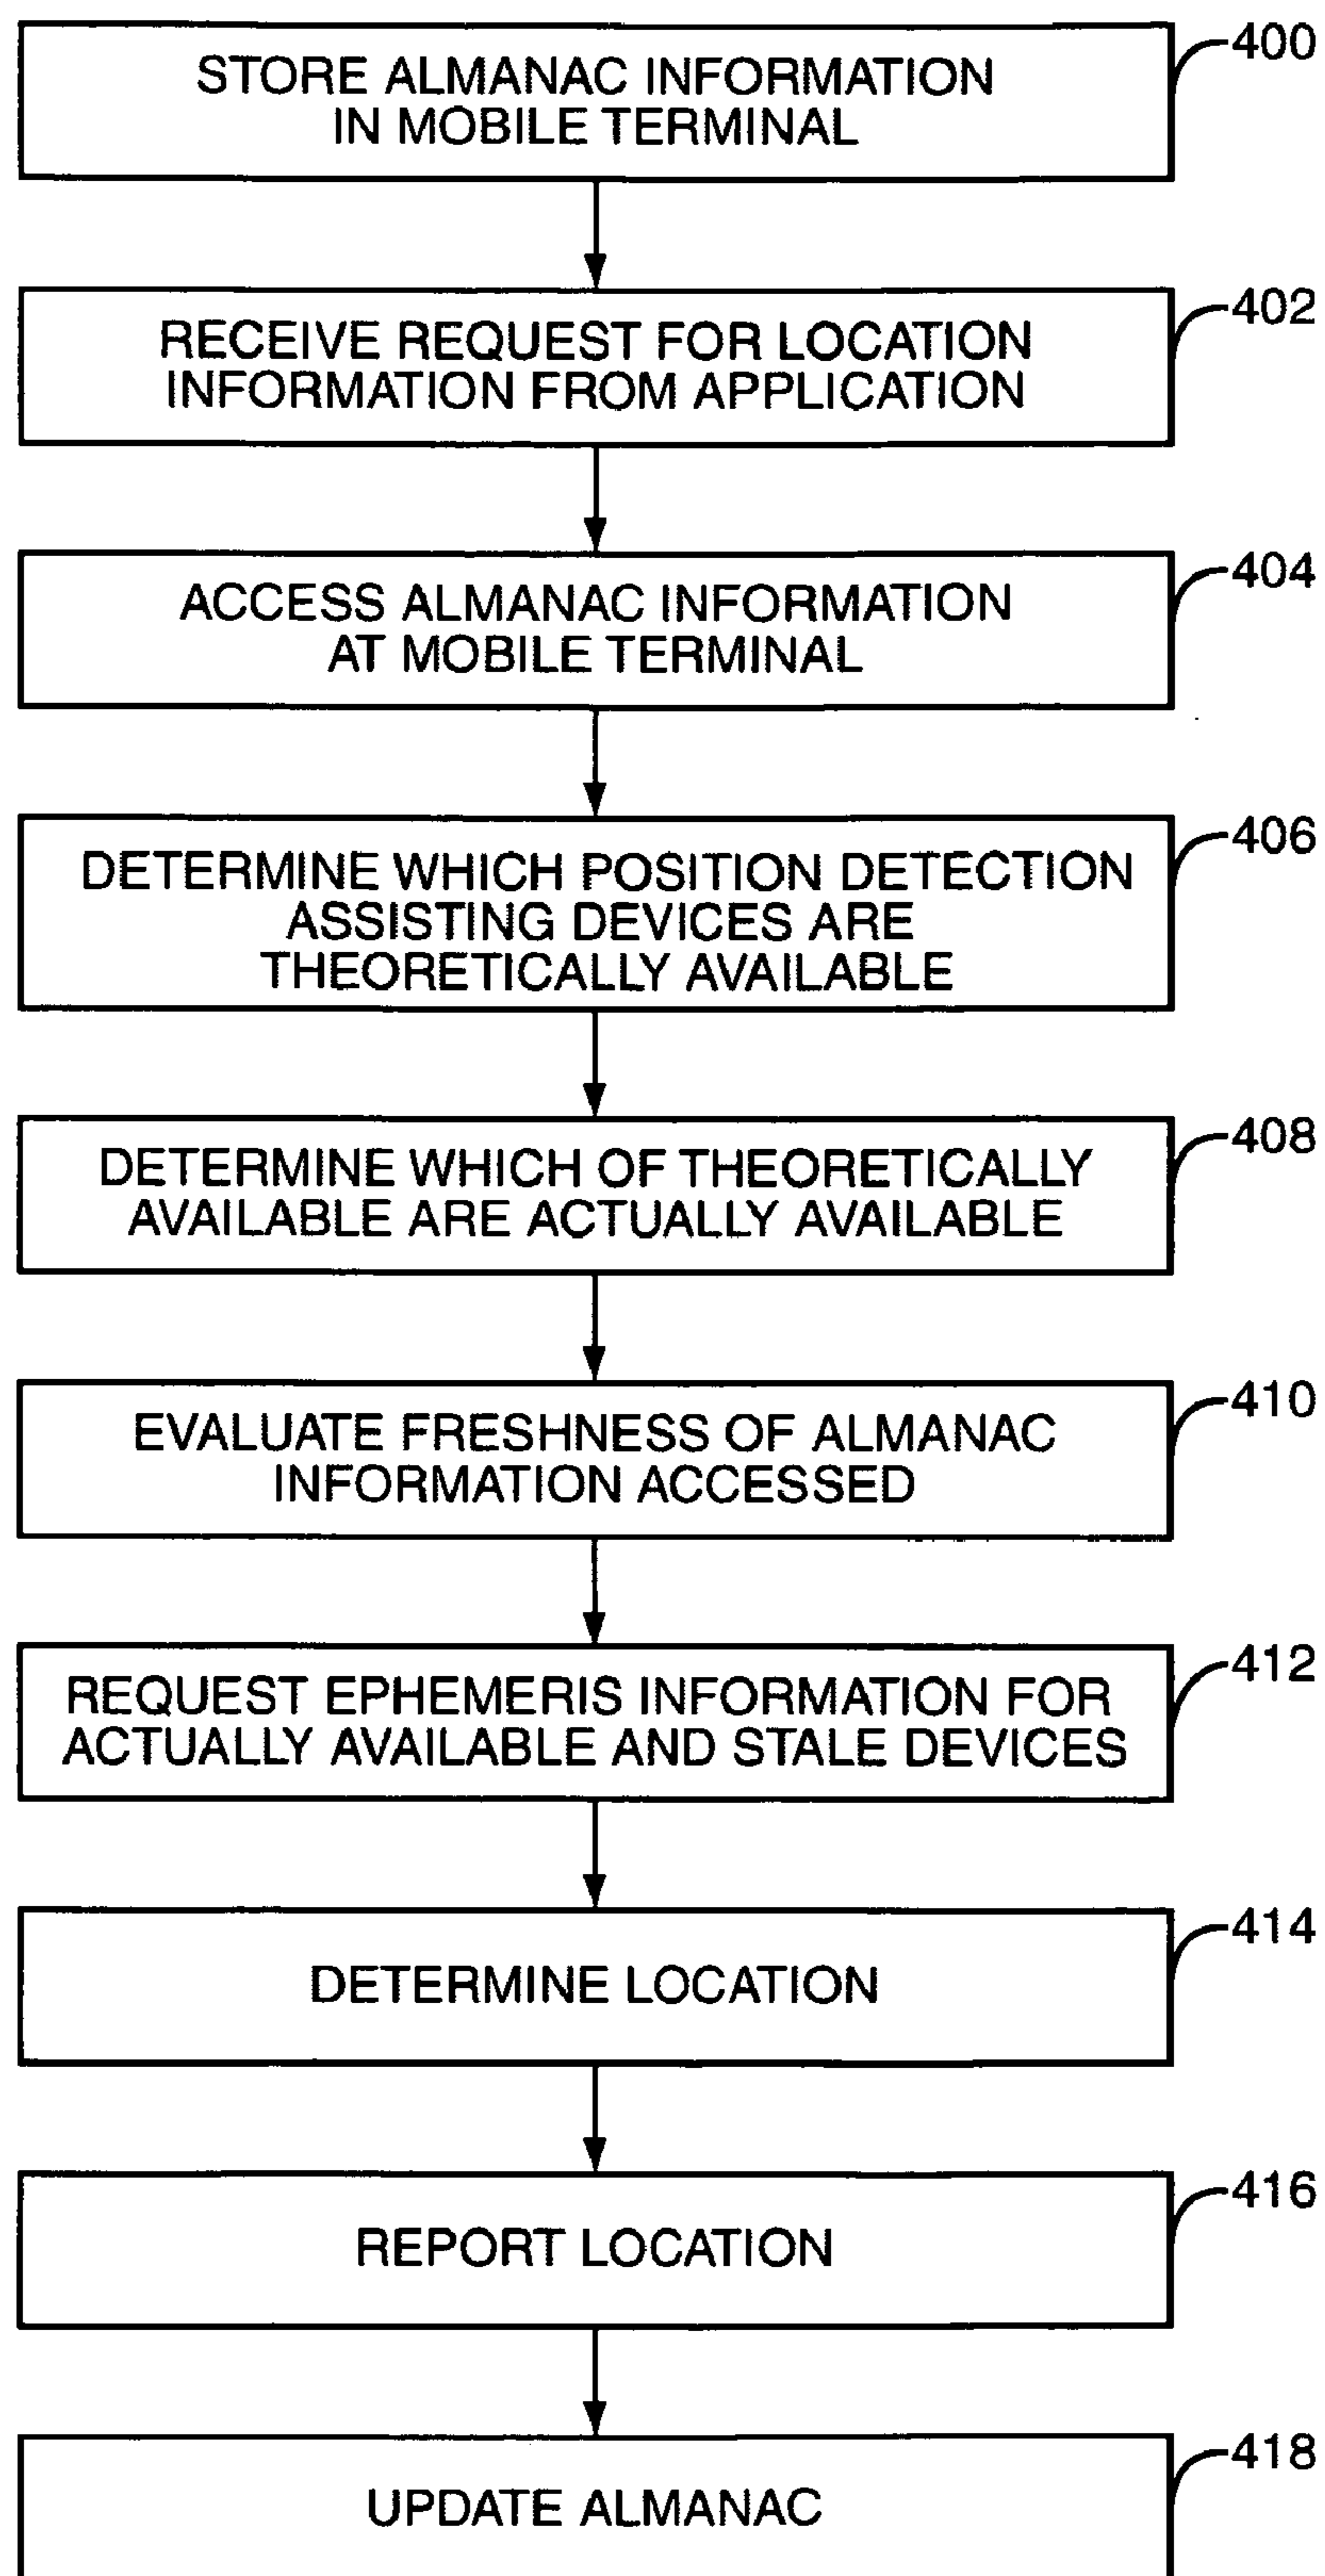 STORE ALMANAC INFORMATION
IN MOBILE TERMINAL
400
RECEIVE REQUEST FOR LOCATION
INFORMATION FROM APPLICATION
402
ACCESS ALMANAC INFORMATION
AT MOBILE TERMINAL
404
DETERMINE WHICH POSITION DETECTION
ASSISTING DEVICES ARE
THEORETICALLY AVAILABLE
406
DETERMINE WHICH OF THEORETICALLY
AVAILABLE ARE ACTUALLY AVAILABLE
408
EVALUATE FRESHNESS OF ALMANAC
INFORMATION ACCESSED
410
REQUEST EPHEMERIS INFORMATION FOR
ACTUALLY AVAILABLE AND STALE DEVICES
412
DETERMINE LOCATION
414
REPORT LOCATION
416
UPDATE ALMANAC
418